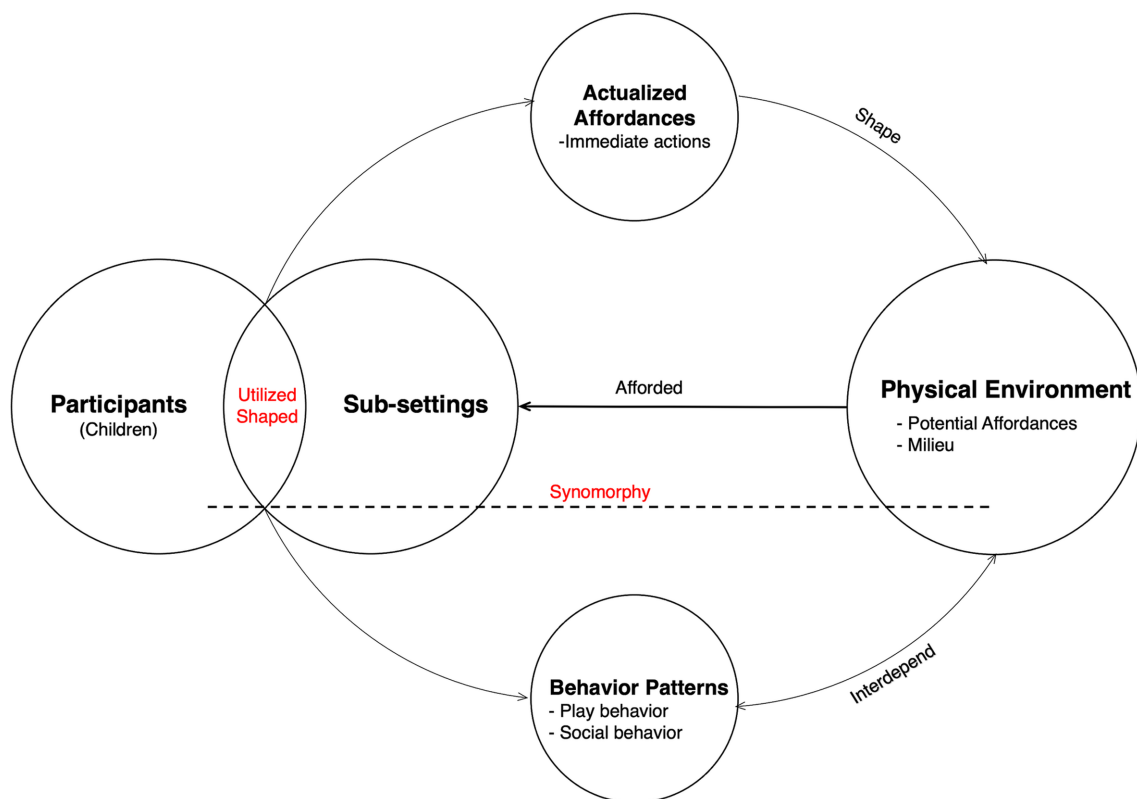 Actualized
Affordances
-Immediate actions
Shape
Participants
(Children)
Utilized
Shaped
Sub-settings
Afforded
Physical Environment
- Potential Affordances
- Milieu
Synomorphy
Behavior Patterns
- Play behavior
- Social behavior
Interdepend